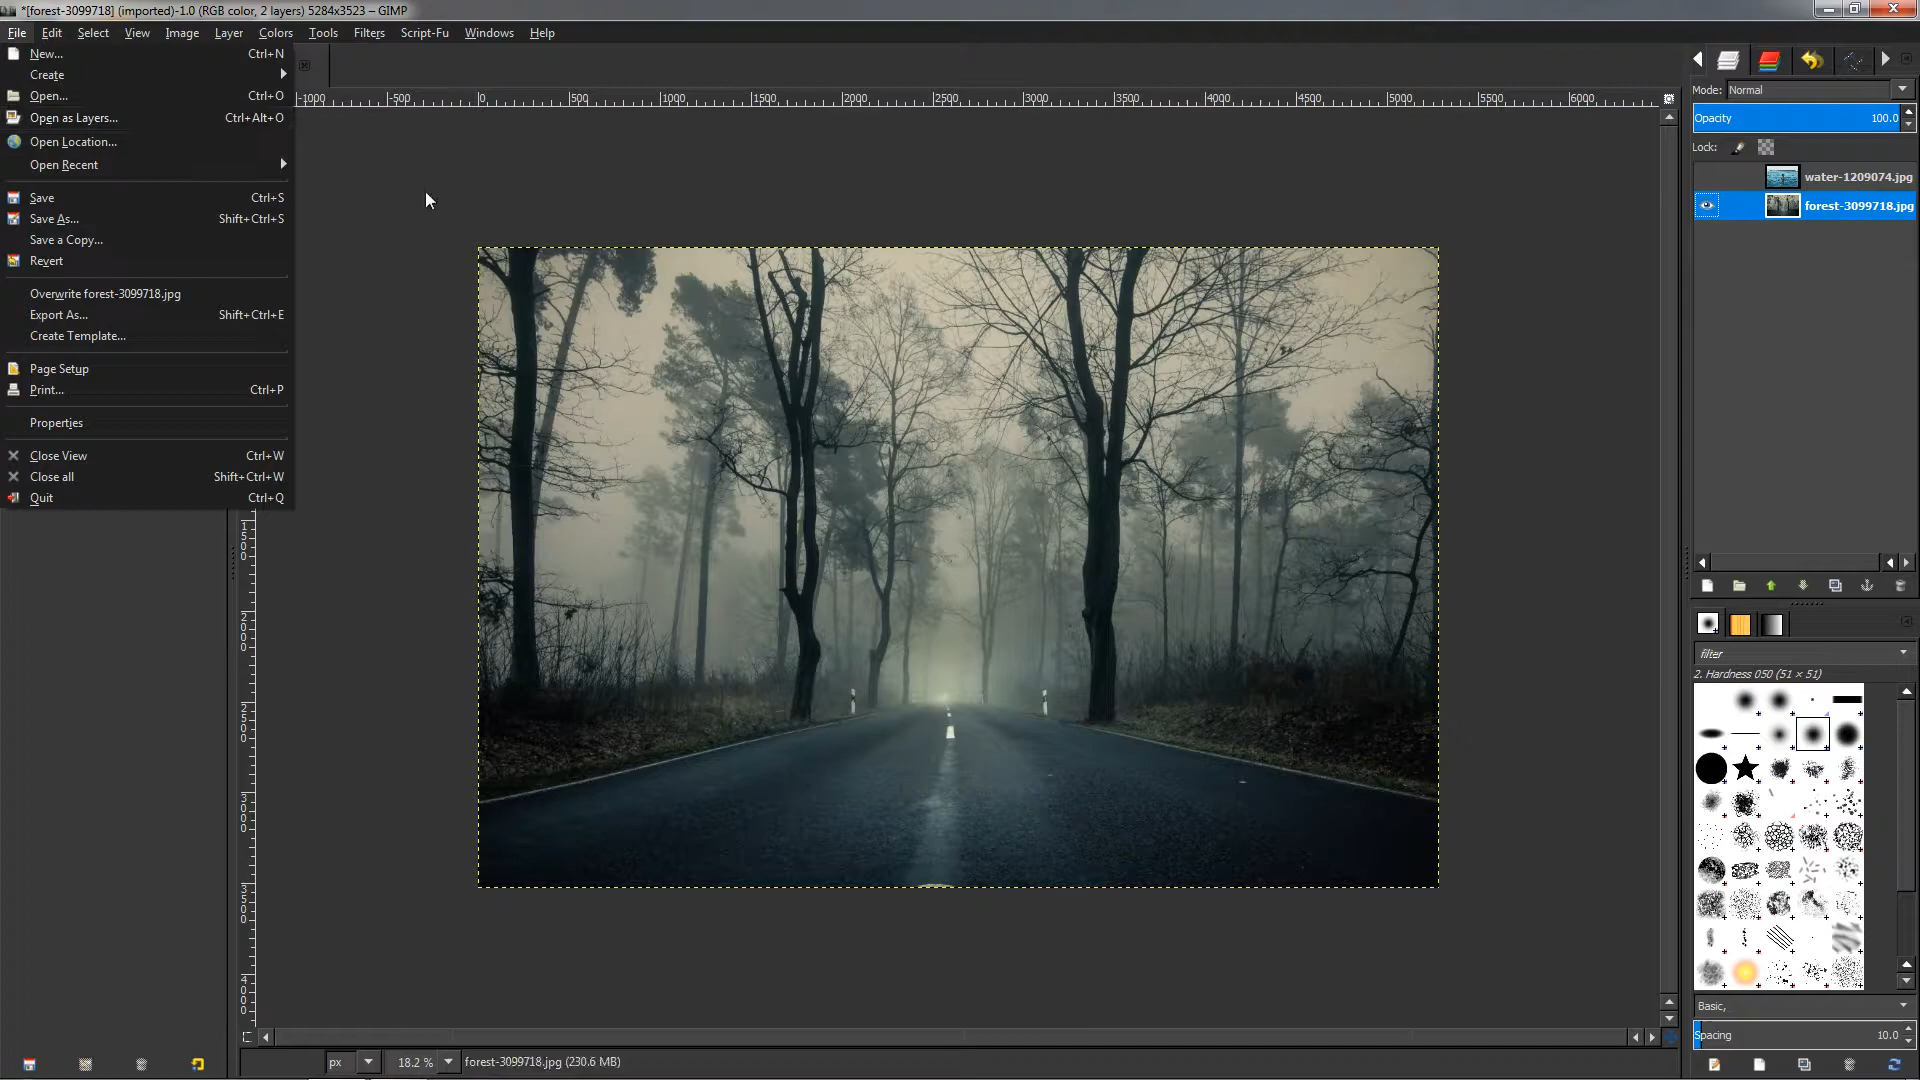 *[forest-3099718] (imported)-1.0 (RGB color, 2 layers) 5284x3523 – GIMP
File Edit Select View Image Layer Colors Tools Filters Script-Fu Windows Help
New... Ctrl+N
Create
Open... Ctrl+O
Open as Layers... Ctrl+Alt+O
Open Location...
Open Recent
Save Ctrl+S
Save As... Shift+Ctrl+S
Save a Copy...
Revert
Overwrite forest-3099718.jpg
Export As... Shift+Ctrl+E
Create Template...
Page Setup
Print... Ctrl+P
Properties
Close View Ctrl+W
Close all Shift+Ctrl+W
Quit Ctrl+Q
-1000 -500 0 500 1000 1500 2000 2500 3000 3500 4000 4500 5000 5500 6000
1500
2000
2500
3000
3500
4000
px 18.2 % forest-3099718.jpg (230.6 MB)
Mode: Normal
Opacity 100.0
Lock:
water-1209074.jpg
forest-3099718.jpg
filter
2. Hardness 050 (51 × 51)
Basic,
Spacing 10.0